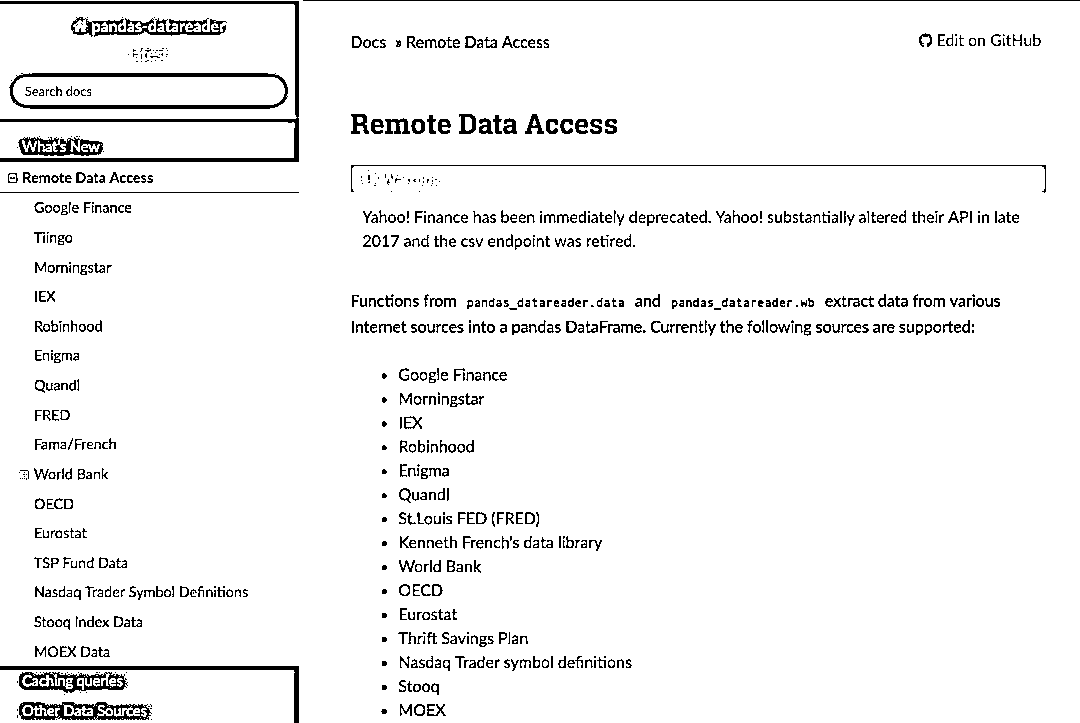 pandas-datareader
latest
Search docs
What's New
Remote Data Access
Google Finance
Tiingo
Morningstar
IEX
Robinhood
Enigma
Quandl
FRED
Fama/French
World Bank
OECD
Eurostat
TSP Fund Data
Nasdaq Trader Symbol Definitions
Stooq Index Data
MOEX Data
Caching queries
Other Data Sources
Docs » Remote Data Access
Edit on GitHub
Remote Data Access
Yahoo! Finance has been immediately deprecated. Yahoo! substantially altered their API in late
2017 and the csv endpoint was retired.
Functions from pandas_datareader.data and pandas_datareader.wb extract data from various
Internet sources into a pandas DataFrame. Currently the following sources are supported:
• Google Finance
• Morningstar
• IEX
• Robinhood
• Enigma
• Quandl
• St.Louis FED (FRED)
• Kenneth French's data library
• World Bank
• OECD
• Eurostat
• Thrift Savings Plan
• Nasdaq Trader symbol definitions
• Stooq
• MOEX